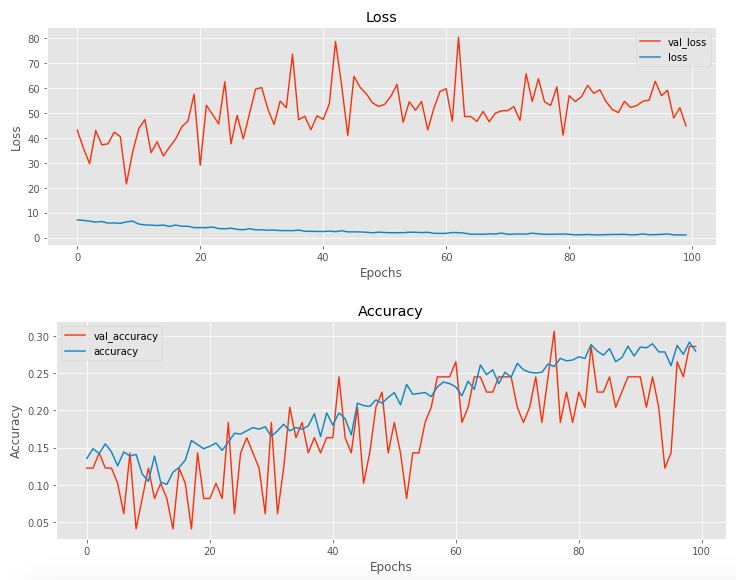 Loss
val_loss
loss
80
70
60
50
40
30
20
10
0
Loss
0 20 40 60 80 100
Epochs
Accuracy
val_accuracy
accuracy
0.30
0.25
0.20
0.15
0.10
0.05
Accuracy
0 20 40 60 80 100
Epochs